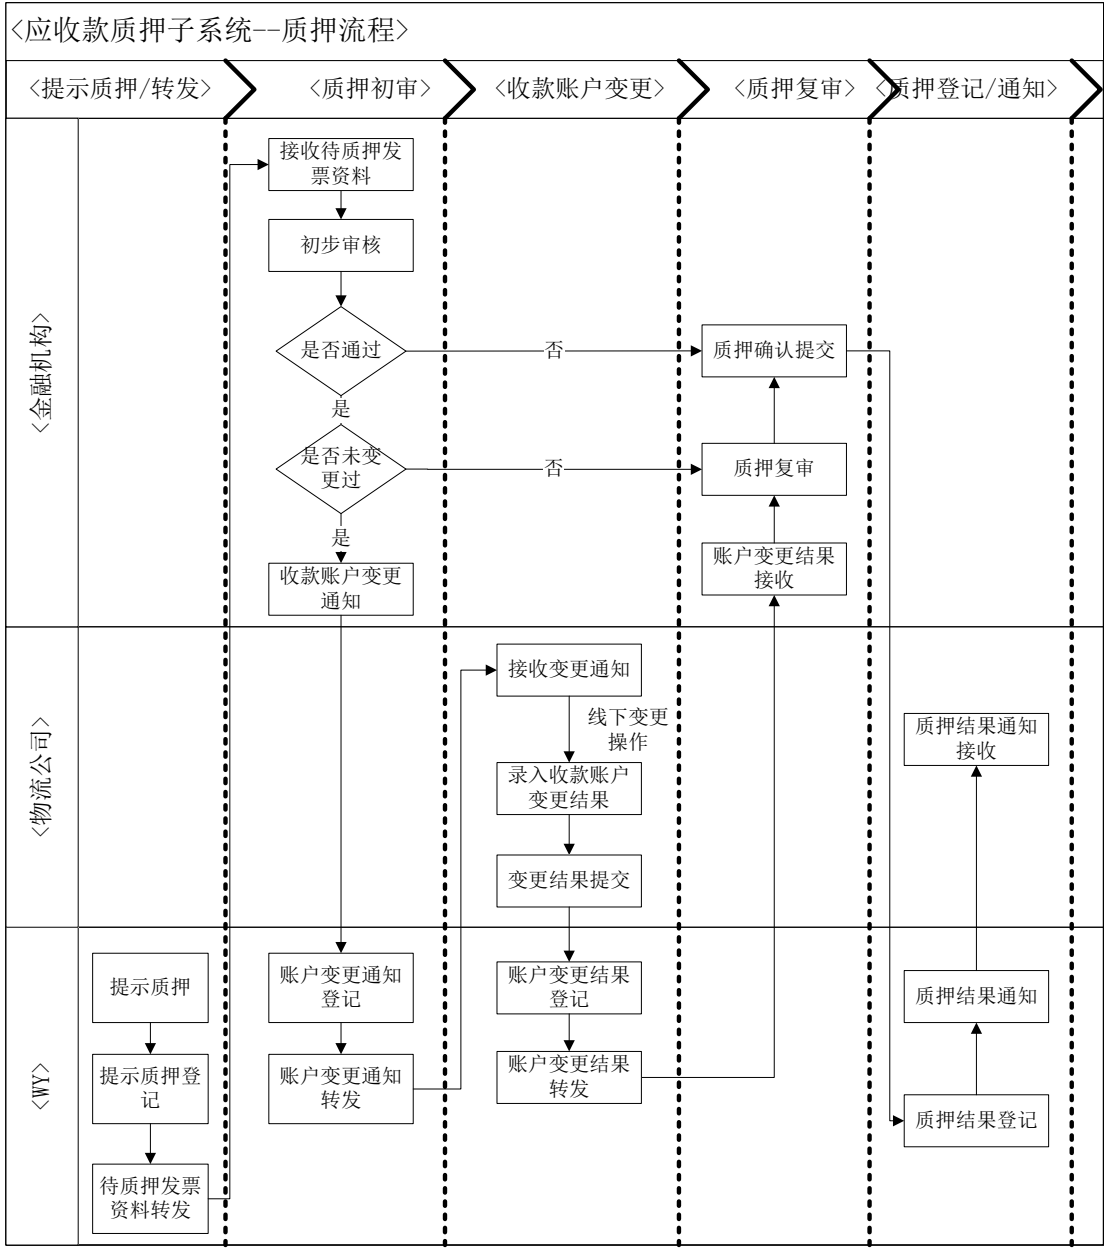 <应收款质押子系统--质押流程>
<提示质押/转发>
<质押初审>
<收款账户变更>
<质押复审>
<质押登记/通知>
<金融机构>
接收待质押发
票资料
初步审核
是否通过
否
质押确认提交
是
是否未变
更过
否
质押复审
是
收款账户变更
通知
账户变更结果
接收
<物流公司>
接收变更通知
线下变更
操作
录入收款账户
变更结果
变更结果提交
质押结果通知
接收
<WY>
提示质押
提示质押登
记
待质押发票
资料转发
账户变更通知
登记
账户变更通知
转发
账户变更结果
登记
账户变更结果
转发
质押结果通知
质押结果登记